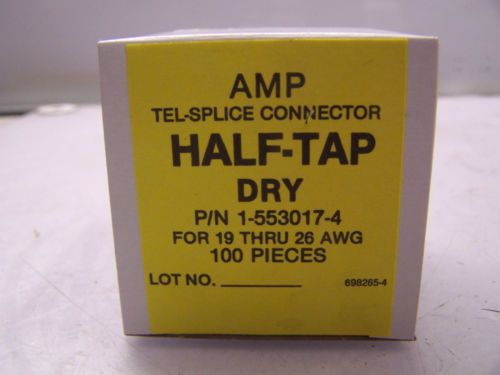 AMP
TEL-SPLICE CONNECTOR
HALF-TAP
DRY
P/N 1-553017-4
FOR 19 THRU 26 AWG
100 PIECES
LOT NO. ________ 698265-4